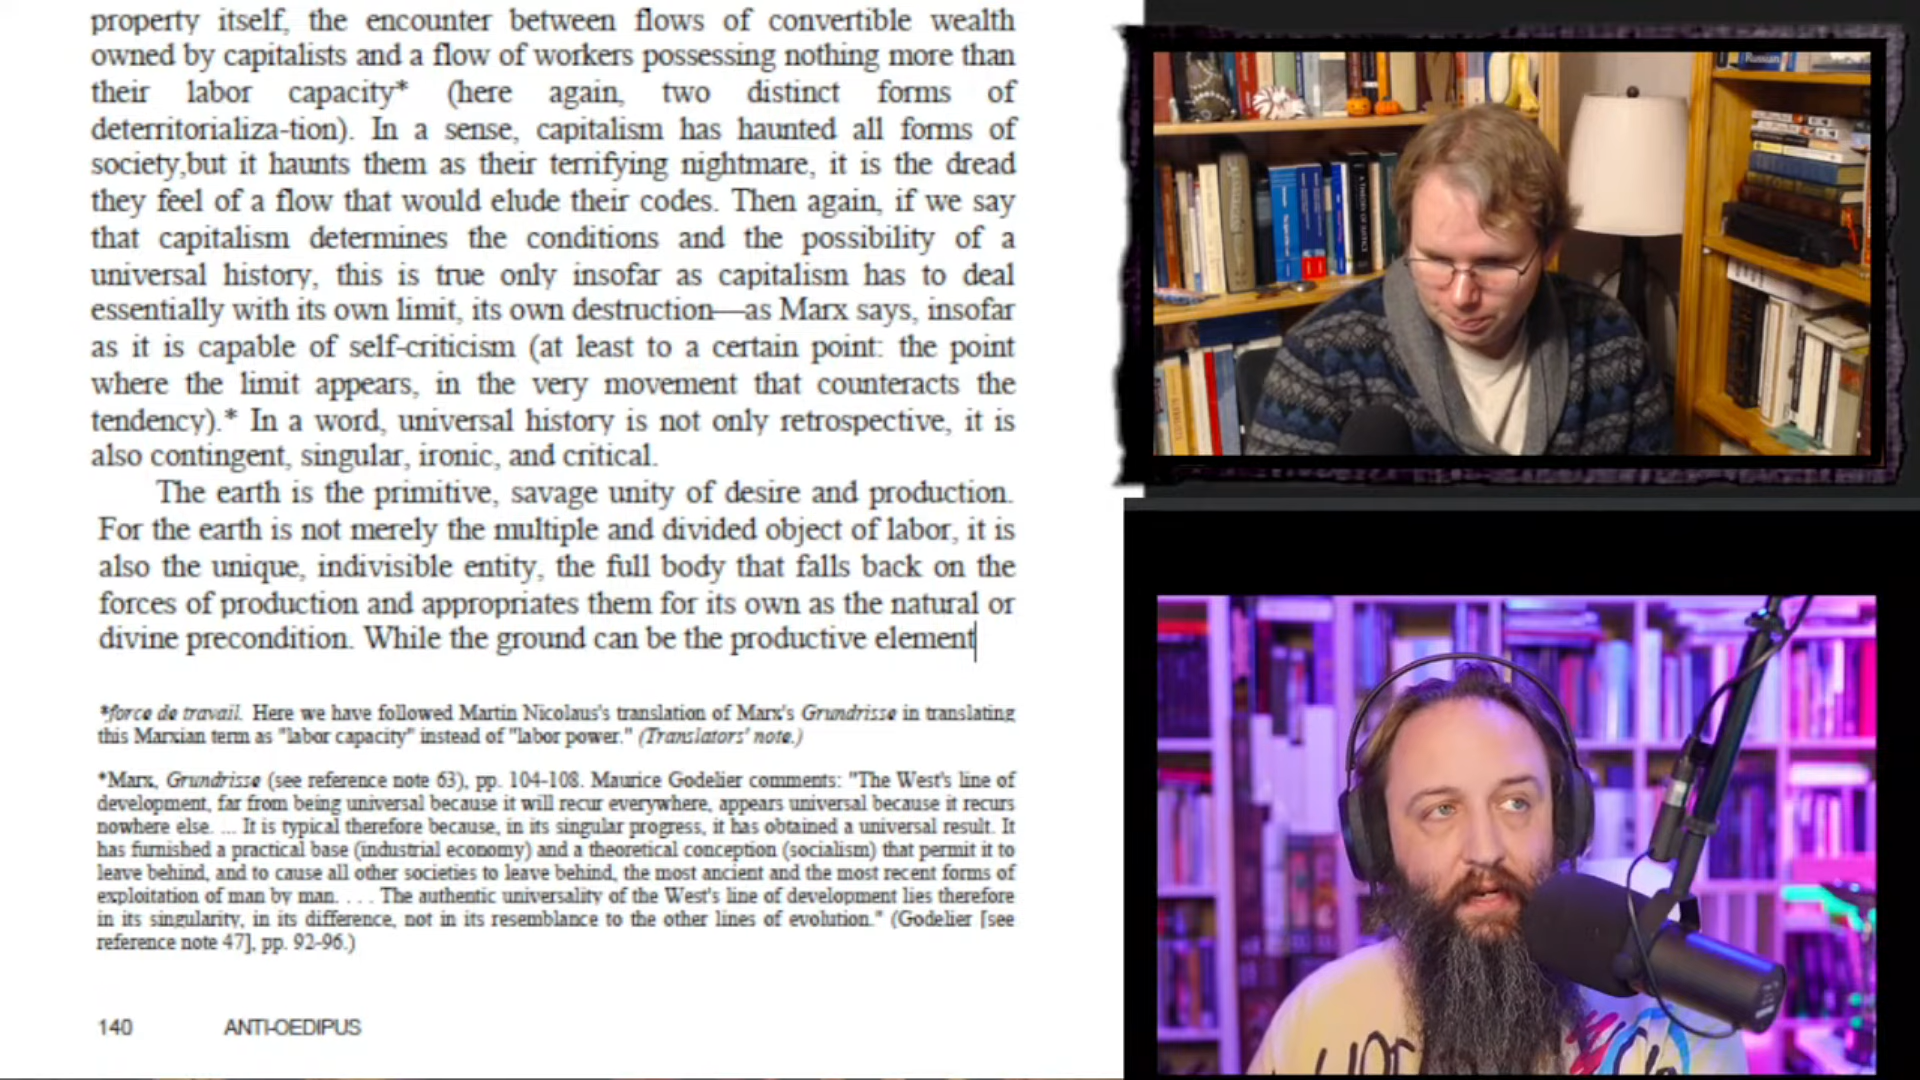 property itself, the encounter between flows of convertible wealth
owned by capitalists and a flow of workers possessing nothing more than
their labor capacity* (here again, two distinct forms of
deterritorializa-tion). In a sense, capitalism has haunted all forms of
society,but it haunts them as their terrifying nightmare, it is the dread
they feel of a flow that would elude their codes. Then again, if we say
that capitalism determines the conditions and the possibility of a
universal history, this is true only insofar as capitalism has to deal
essentially with its own limit, its own destruction—as Marx says, insofar
as it is capable of self-criticism (at least to a certain point: the point
where the limit appears, in the very movement that counteracts the
tendency).* In a word, universal history is not only retrospective, it is
also contingent, singular, ironic, and critical.
The earth is the primitive, savage unity of desire and production.
For the earth is not merely the multiple and divided object of labor, it is
also the unique, indivisible entity, the full body that falls back on the
forces of production and appropriates them for its own as the natural or
divine precondition. While the ground can be the productive element
*force de travail. Here we have followed Martin Nicolaus's translation of Marx's Grundrisse in translating
this Marxian term as "labor capacity" instead of "labor power." (Translators' note.)
*Marx, Grundrisse (see reference note 63), pp. 104-108. Maurice Godelier comments: "The West's line of
development, far from being universal because it will recur everywhere, appears universal because it recurs
nowhere else. ... It is typical therefore because, in its singular progress, it has obtained a universal result. It
has furnished a practical base (industrial economy) and a theoretical conception (socialism) that permit it to
leave behind, and to cause all other societies to leave behind, the most ancient and the most recent forms of
exploitation of man by man. . . . The authentic universality of the West's line of development lies therefore
in its singularity, in its difference, not in its resemblance to the other lines of evolution." (Godelier [see
reference note 47], pp. 92-96.)
140 ANTI-OEDIPUS
Russian
A THEORY OF JUSTICE